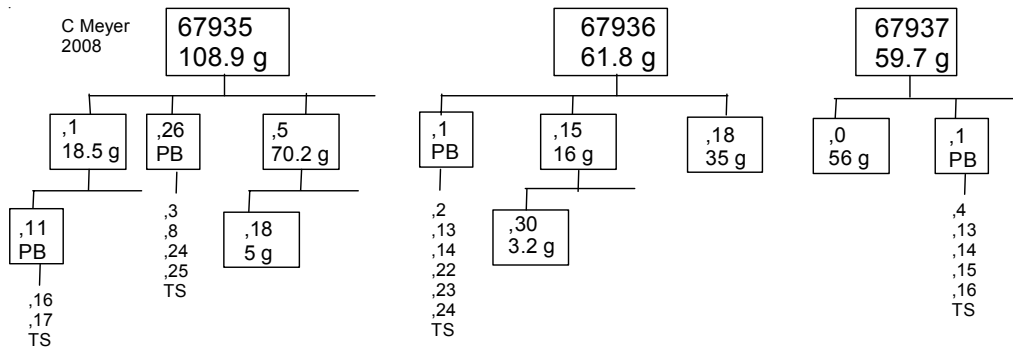 C Meyer
2008
67935
108.9 g
,1
18.5 g
,26
PB
,5
70.2 g
,11
PB
,3
,8
,24
,25
TS
,18
5 g
,16
,17
TS
67936
61.8 g
,1
PB
,15
16 g
,18
35 g
,2
,13
,14
,22
,23
,24
TS
,30
3.2 g
67937
59.7 g
,0
56 g
,1
PB
,4
,13
,14
,15
,16
TS